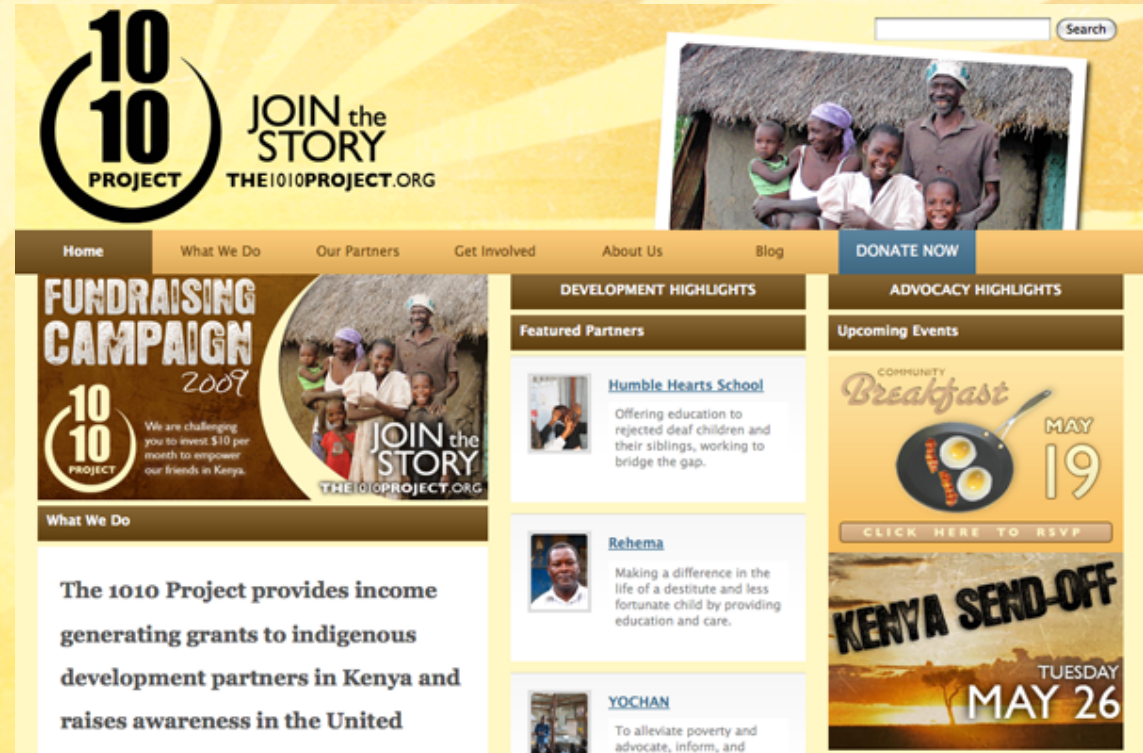 Search
10
10
PROJECT
JOIN the
STORY
THE1010PROJECT.ORG
Home
What We Do
Our Partners
Get Involved
About Us
Blog
DONATE NOW
FUNDRAISING
CAMPAIGN
2009
10
10
PROJECT
We are challenging
you to invest $10 per
month to empower
our friends in Kenya.
JOIN the
STORY
THE1010PROJECT.ORG
What We Do
The 1010 Project provides income
generating grants to indigenous
development partners in Kenya and
raises awareness in the United
DEVELOPMENT HIGHLIGHTS
Featured Partners
Humble Hearts School
Offering education to
rejected deaf children and
their siblings, working to
bridge the gap.
Rehema
Making a difference in the
life of a destitute and less
fortunate child by providing
education and care.
YOCHAN
To alleviate poverty and
advocate, inform, and
ADVOCACY HIGHLIGHTS
Upcoming Events
COMMUNITY
Breakfast
MAY
19
CLICK HERE TO RSVP
KENYA SEND-OFF
TUESDAY
MAY 26